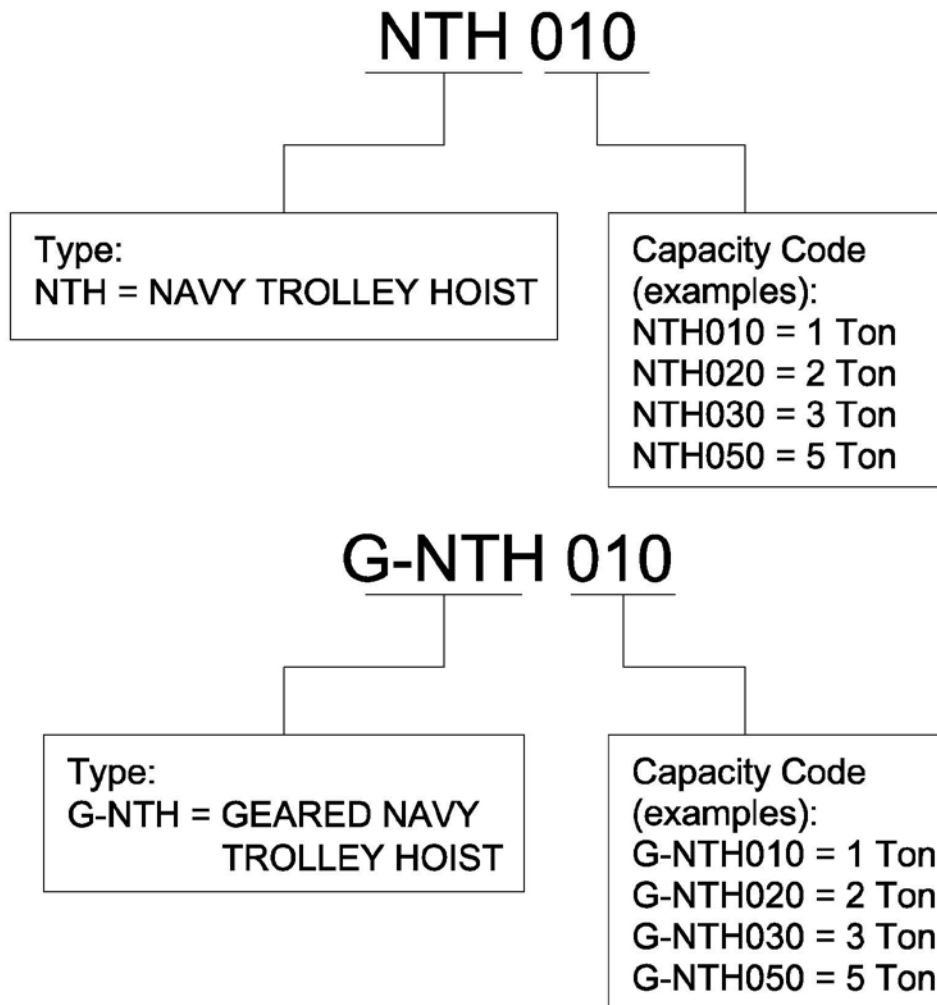 NTH 010
Type:
NTH = NAVY TROLLEY HOIST
Capacity Code
(examples):
NTH010 = 1 Ton
NTH020 = 2 Ton
NTH030 = 3 Ton
NTH050 = 5 Ton
G-NTH 010
Type:
G-NTH = GEARED NAVY
TROLLEY HOIST
Capacity Code
(examples):
G-NTH010 = 1 Ton
G-NTH020 = 2 Ton
G-NTH030 = 3 Ton
G-NTH050 = 5 Ton